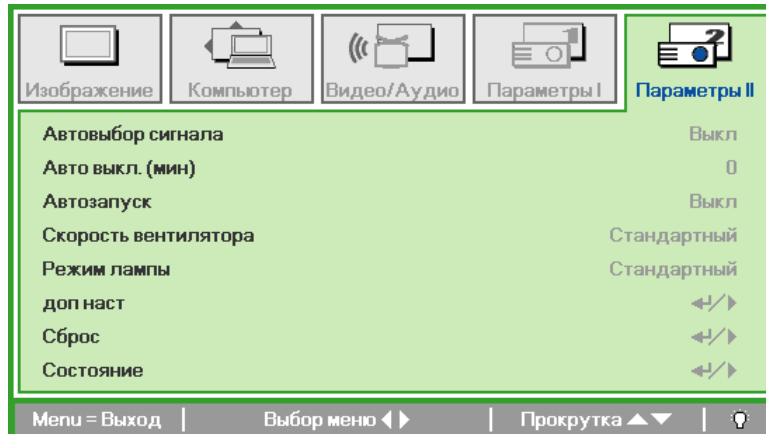 Изображение
Компьютер
Видео/Аудио
Параметры I
Параметры II
Автовыбор сигнала Выкл
Авто выкл. (мин) 0
Автозапуск Выкл
Скорость вентилятора Стандартный
Режим лампы Стандартный
доп наст
Сброс
Состояние
Menu = Выход Выбор меню Прокрутка